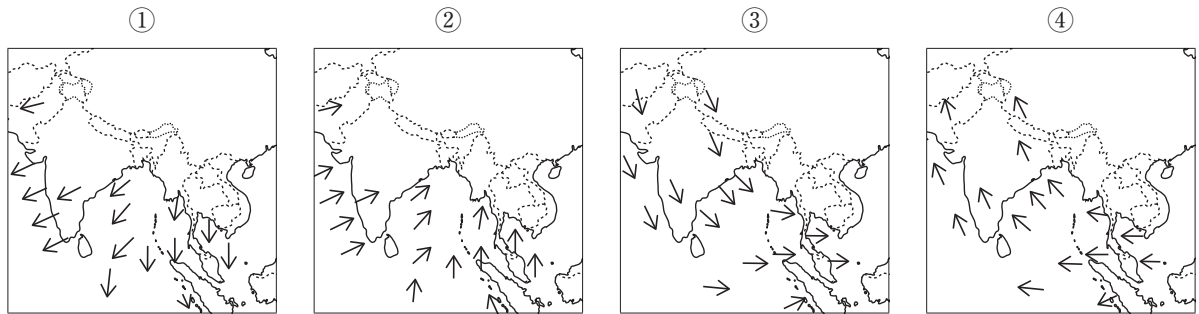 ① ② ③ ④